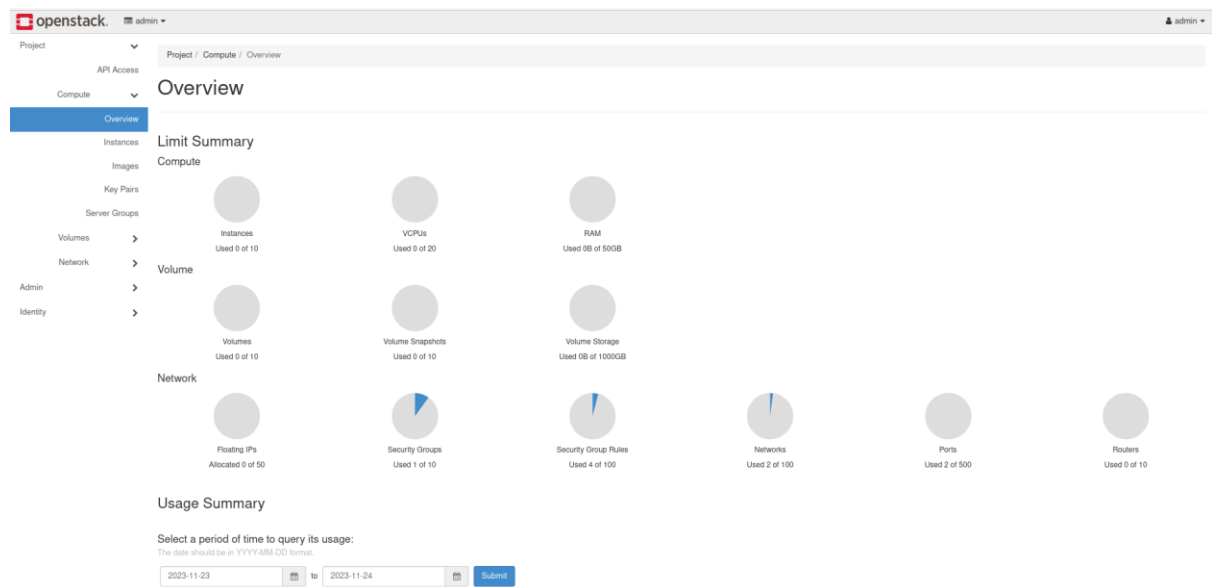 openstack. admin
admin
Project
API Access
Compute
Overview
Instances
Images
Key Pairs
Server Groups
Volumes
Network
Admin
Identity
Project / Compute / Overview
Overview
Limit Summary
Compute
Instances
Used 0 of 10
VCPUs
Used 0 of 20
RAM
Used 0B of 50GB
Volume
Volumes
Used 0 of 10
Volume Snapshots
Used 0 of 10
Volume Storage
Used 0B of 1000GB
Network
Floating IPs
Allocated 0 of 50
Security Groups
Used 1 of 10
Security Group Rules
Used 4 of 100
Networks
Used 2 of 100
Ports
Used 2 of 500
Routers
Used 0 of 10
Usage Summary
Select a period of time to query its usage:
The date should be in YYYY-MM-DD format.
2023-11-23 to 2023-11-24 Submit